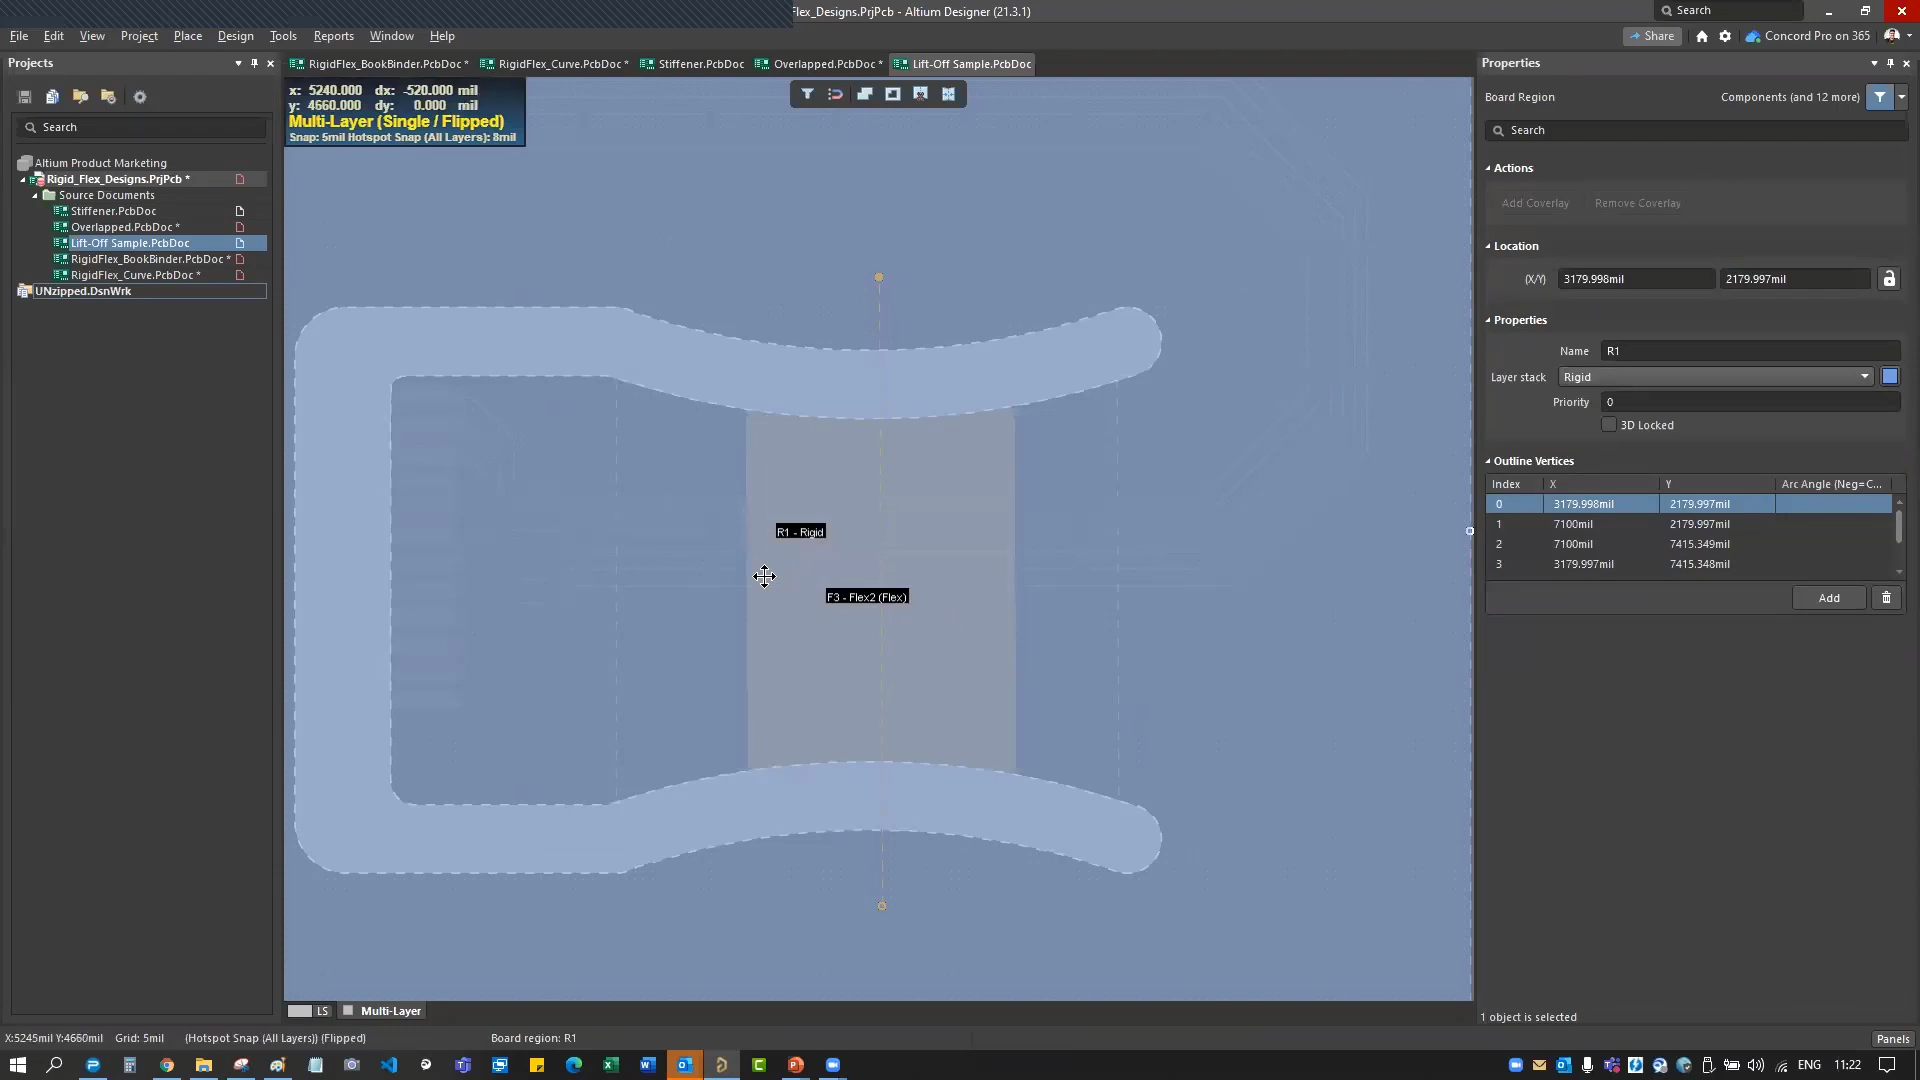 Flex_Designs.PrjPcb - Altium Designer (21.3.1)
Search
File Edit View Project Place Design Tools Reports Window Help
Share
Concord Pro on 365
Projects
Search
Altium Product Marketing
Rigid_Flex_Designs.PrjPcb *
Source Documents
Stiffener.PcbDoc
Overlapped.PcbDoc *
Lift-Off Sample.PcbDoc
RigidFlex_BookBinder.PcbDoc *
RigidFlex_Curve.PcbDoc *
UNzipped.DsnWrk
RigidFlex_BookBinder.PcbDoc * RigidFlex_Curve.PcbDoc * Stiffener.PcbDoc Overlapped.PcbDoc * Lift-Off Sample.PcbDoc
x: 5240.000 dx: -520.000 mil
y: 4660.000 dy: 0.000 mil
Multi-Layer (Single / Flipped)
Snap: 5mil Hotspot Snap (All Layers): 8mil
R1 - Rigid
F3 - Flex2 (Flex)
LS Multi-Layer
Properties
Board Region Components (and 12 more)
Search
Actions
Add Coverlay Remove Coverlay
Location
(X/Y) 3179.998mil 2179.997mil
Properties
Name R1
Layer stack Rigid
Priority 0
3D Locked
Outline Vertices
Index X Y Arc Angle (Neg=C...
0 3179.998mil 2179.997mil
1 7100mil 2179.997mil
2 7100mil 7415.349mil
3 3179.997mil 7415.348mil
Add
1 object is selected
X:5245mil Y:4660mil Grid: 5mil (Hotspot Snap (All Layers)) (Flipped) Board region: R1
Panels
ENG 11:22